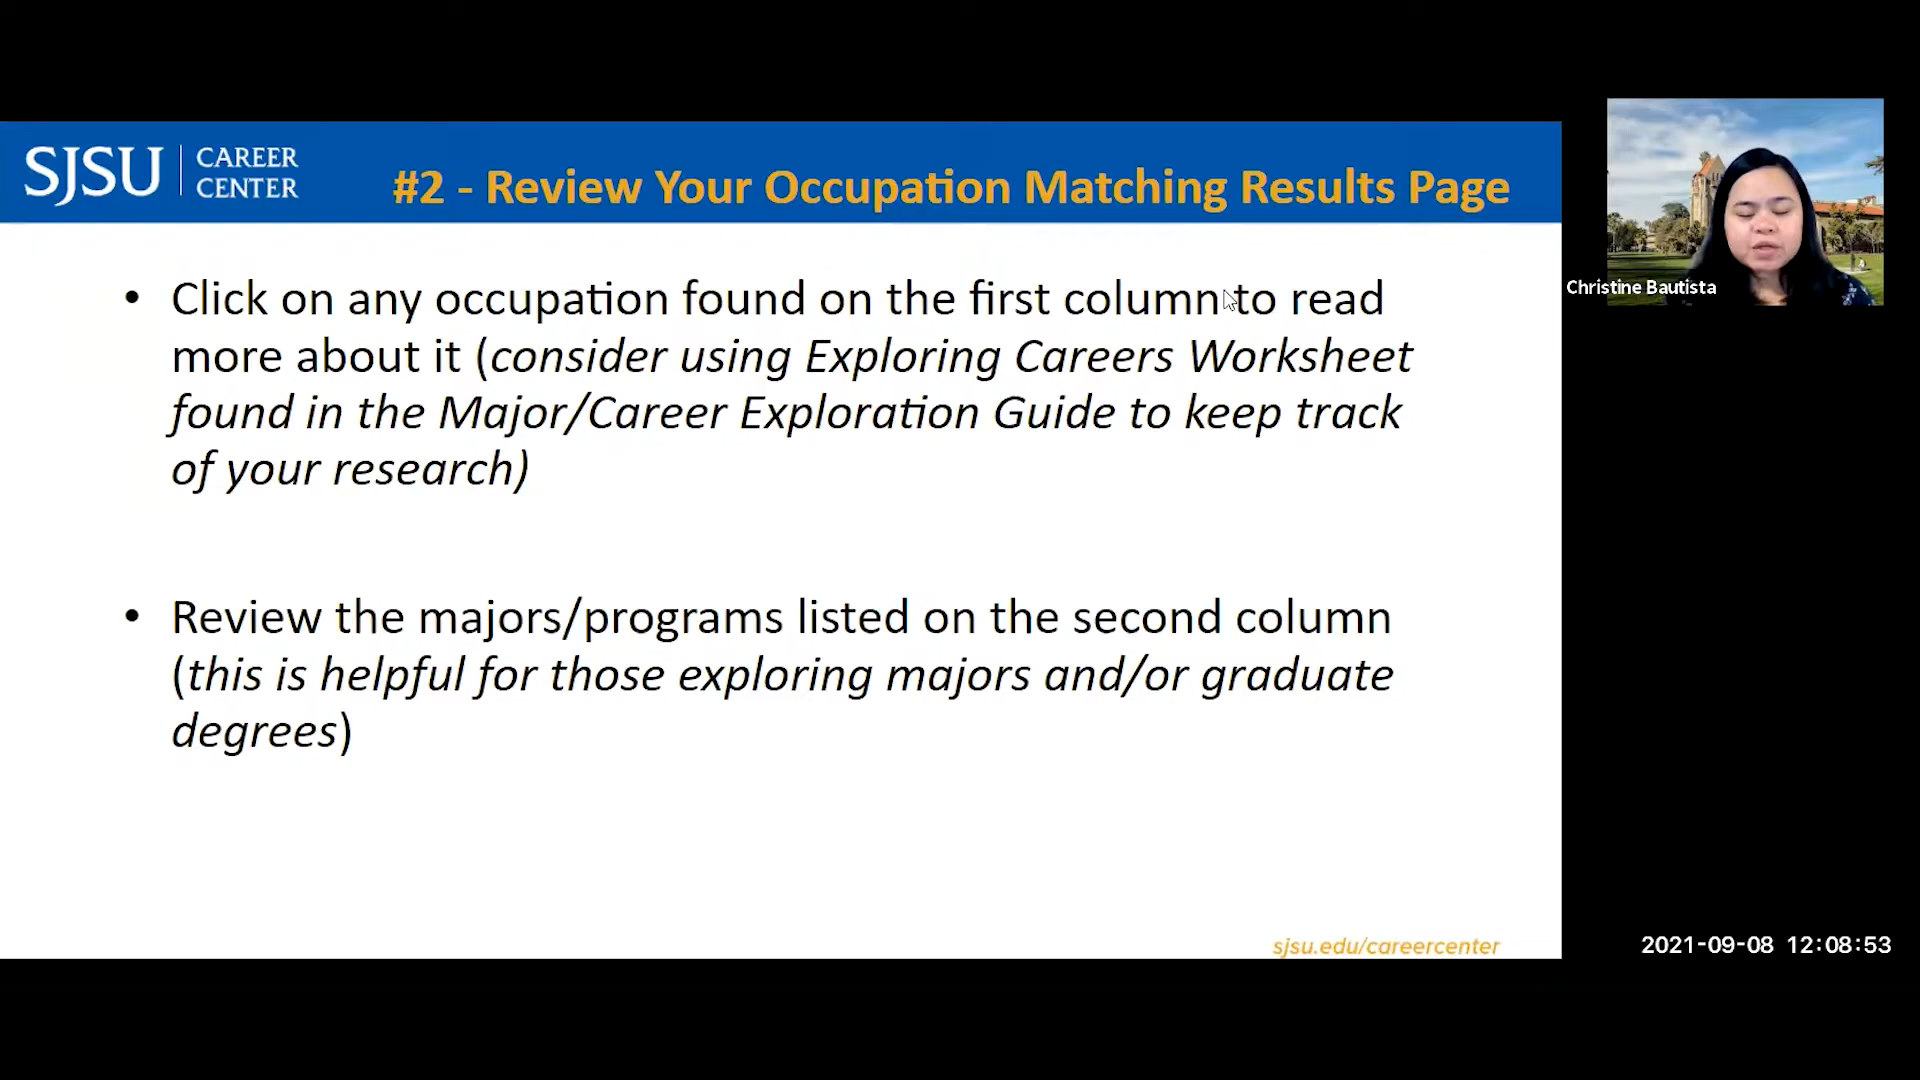 SJSU
CAREER
CENTER
#2 - Review Your Occupation Matching Results Page
• Click on any occupation found on the first column to read
more about it (consider using Exploring Careers Worksheet
found in the Major/Career Exploration Guide to keep track
of your research)
• Review the majors/programs listed on the second column
(this is helpful for those exploring majors and/or graduate
degrees)
sjsu.edu/careercenter
Christine Bautista
2021-09-08 12:08:53